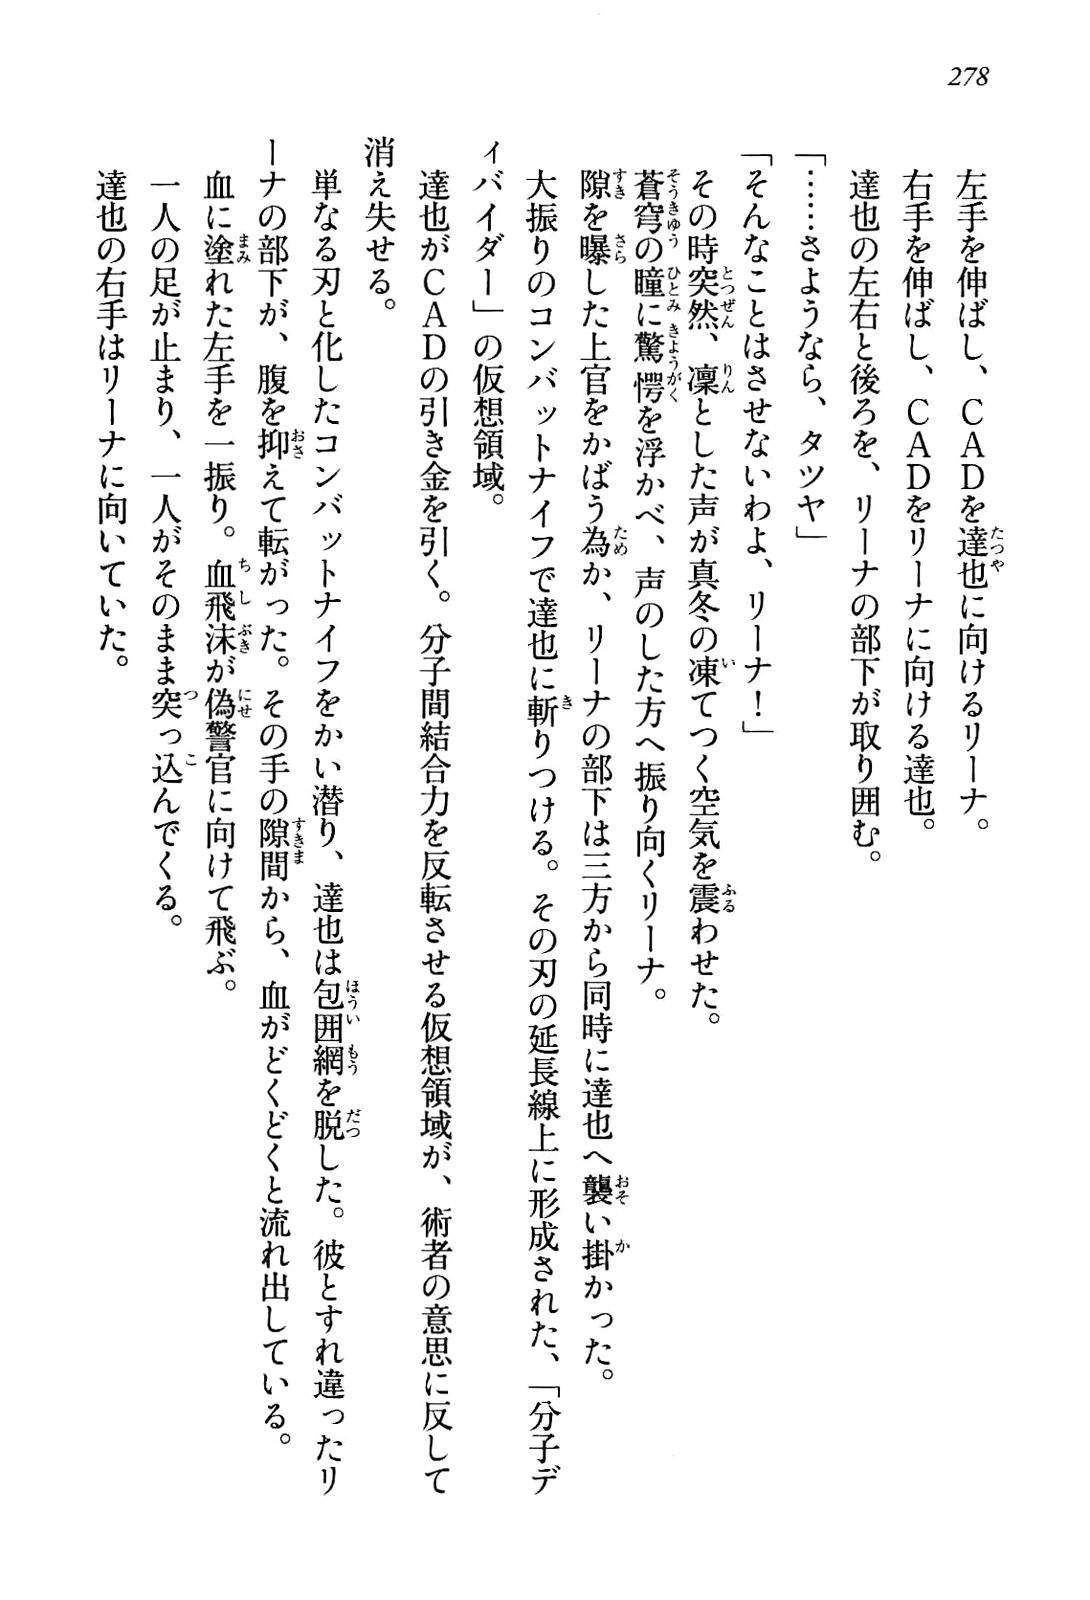 278
左手を伸ばし、ＣＡＤを達也に向けるリーナ。
右手を伸ばし、ＣＡＤをリーナに向ける達也。
達也の左右と後ろを、リーナの部下が取り囲む。
「……さようなら、タツヤ」
「そんなことはさせないわよ、リーナ！」
その時突然、凜とした声が真冬の凍てつく空気を震わせた。
蒼穹の瞳に驚愕を浮かべ、声のした方へ振り向くリーナ。
隙を曝した上官をかばう為か、リーナの部下は三方から同時に達也へ襲い掛かった。
大振りのコンバットナイフで達也に斬りつける。その刃の延長線上に形成された、「分子デ
ィバイダー」の仮想領域。
達也がＣＡＤの引き金を引く。分子間結合力を反転させる仮想領域が、術者の意思に反して
消え失せる。
単なる刃と化したコンバットナイフをかい潜り、達也は包囲網を脱した。彼とすれ違ったリ
ーナの部下が、腹を抑えて転がった。その手の隙間から、血がどくどくと流れ出している。
血に塗れた左手を一振り。血飛沫が偽警官に向けて飛ぶ。
一人の足が止まり、一人がそのまま突っ込んでくる。
達也の右手はリーナに向いていた。